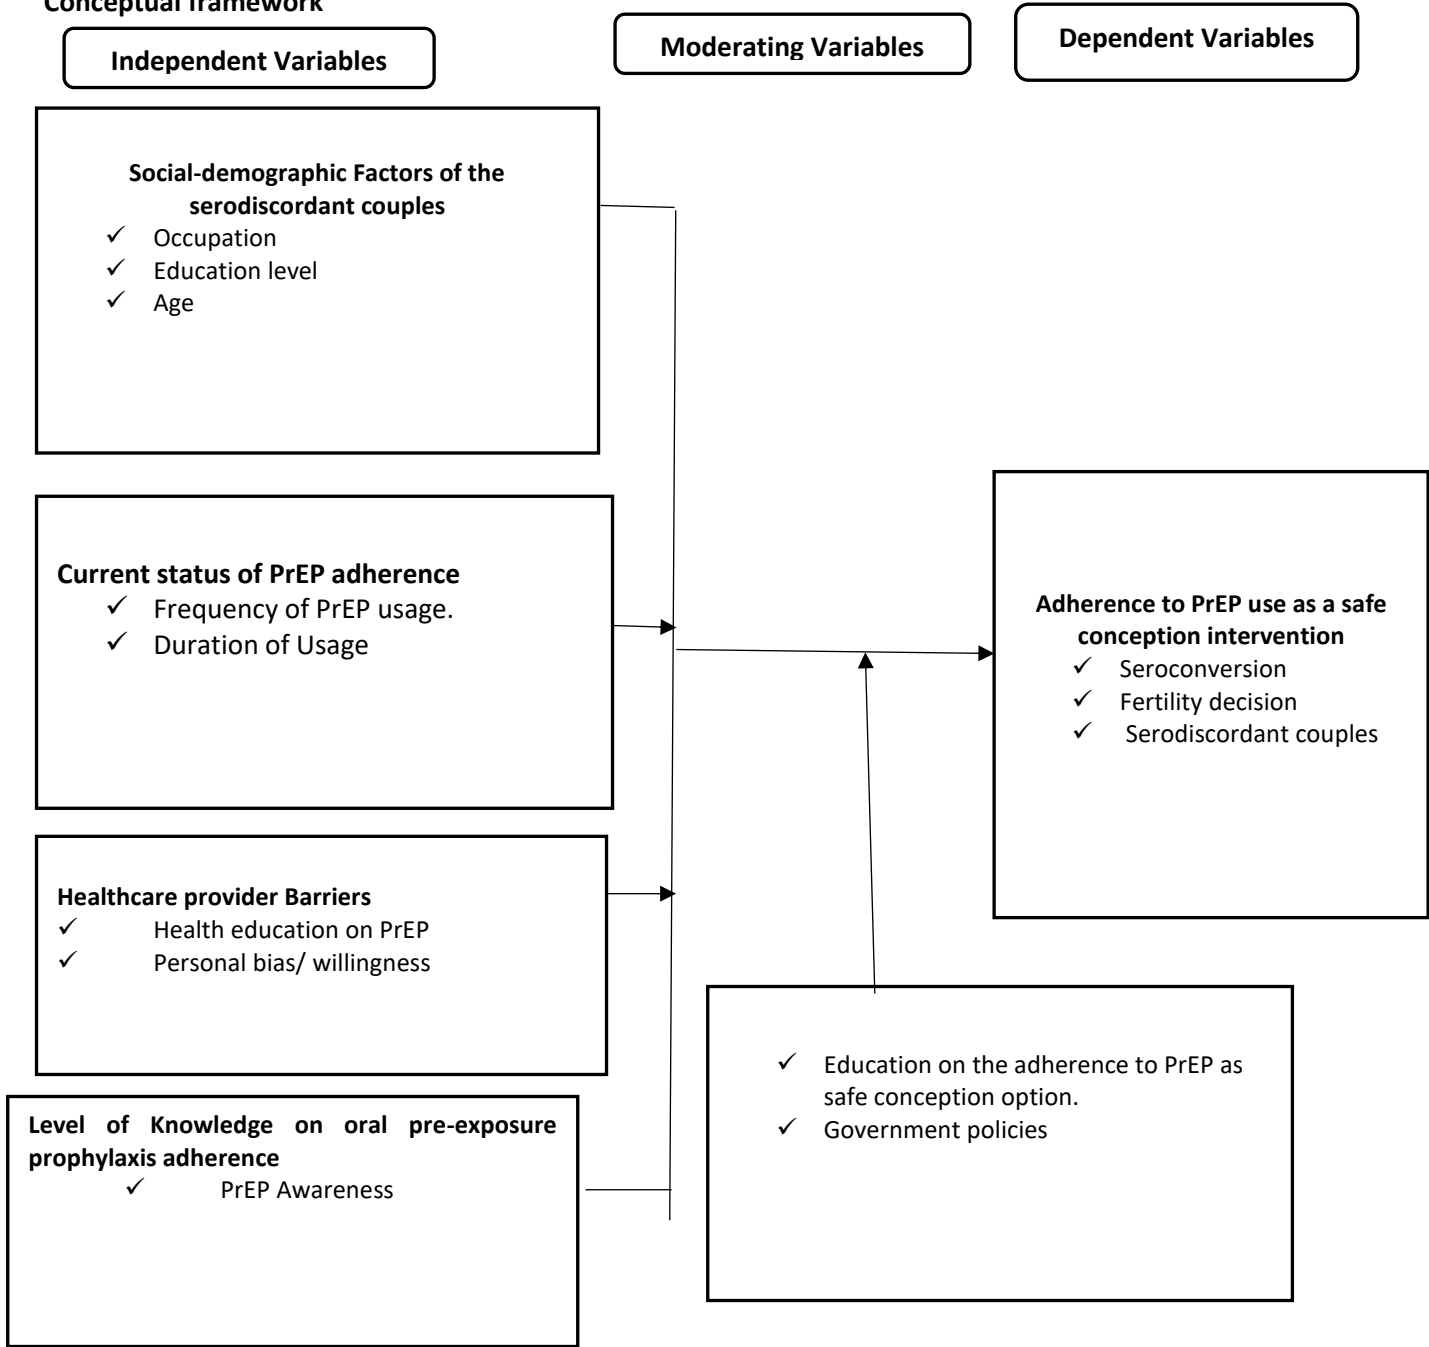 Conceptual framework
Independent Variables
Moderating Variables
Dependent Variables
Social-demographic Factors of the
serodiscordant couples
✓ Occupation
✓ Education level
✓ Age
Current status of PrEP adherence
✓ Frequency of PrEP usage.
✓ Duration of Usage
Healthcare provider Barriers
✓ Health education on PrEP
✓ Personal bias/ willingness
Level of Knowledge on oral pre-exposure
prophylaxis adherence
✓ PrEP Awareness
Adherence to PrEP use as a safe
conception intervention
✓ Seroconversion
✓ Fertility decision
✓ Serodiscordant couples
✓ Education on the adherence to PrEP as
safe conception option.
✓ Government policies